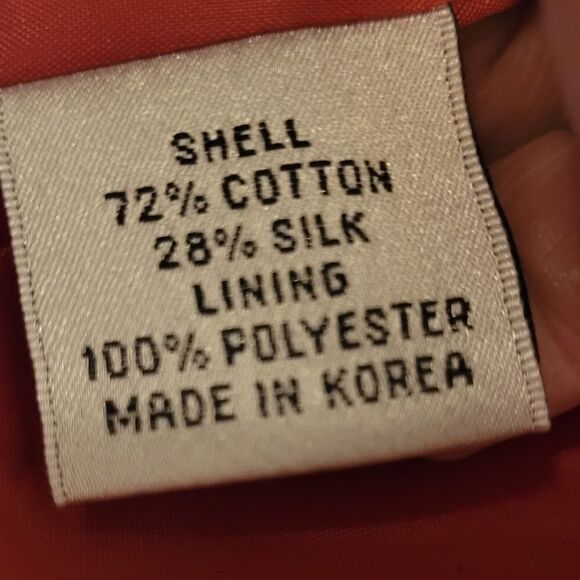 SHELL
72% COTTON
28% SILK
LINING
100% POLYESTER
MADE IN KOREA